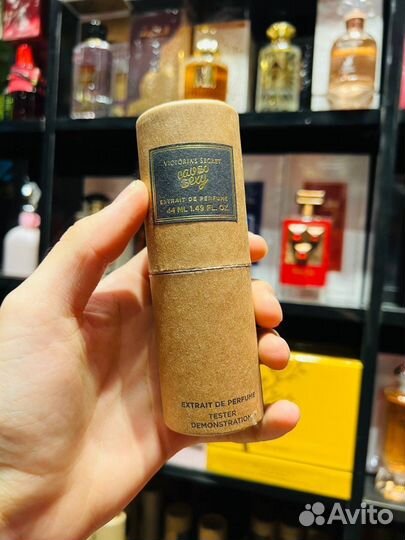 VICTORIA'S SECRET
EXTRAIT DE PERFUME
44 ML 1.49 FL. OZ.
EXTRAIT DE PERFUME
TESTER
DEMONSTRATION
Avito